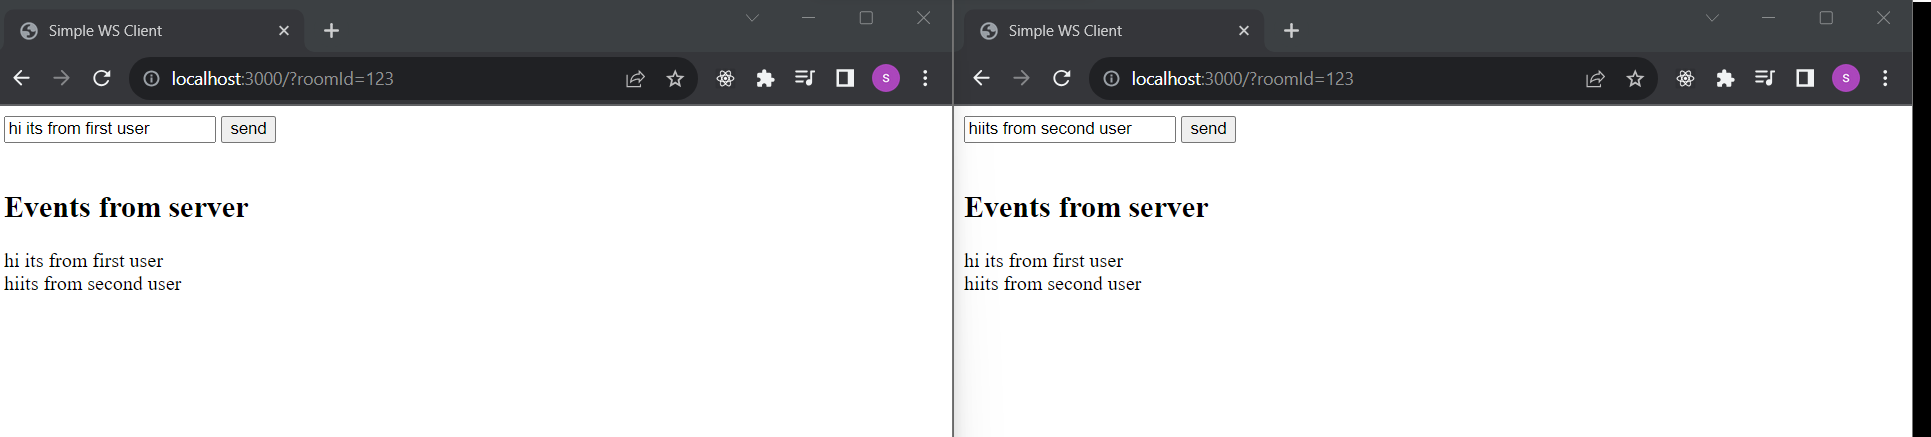 Simple WS Client
localhost:3000/?roomId=123
S
hi its from first user
send
Events from server
hi its from first user
hiits from second user
Simple WS Client
localhost:3000/?roomId=123
S
hiits from second user
send
Events from server
hi its from first user
hiits from second user